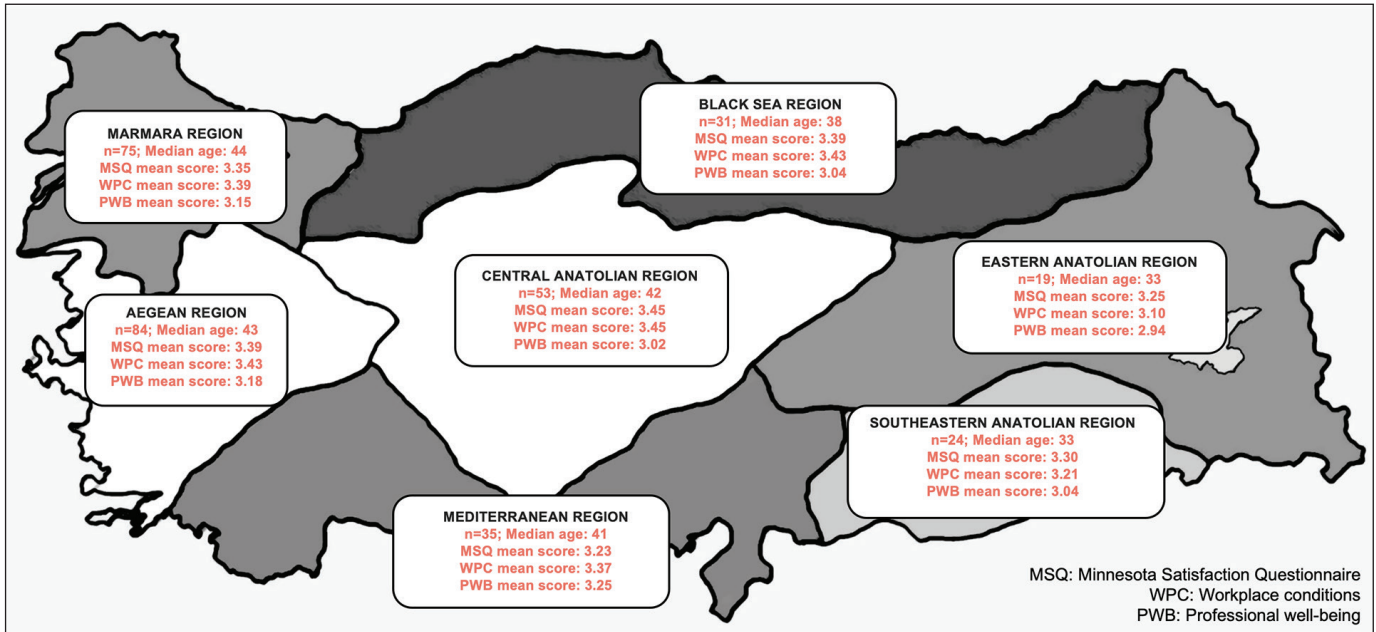 MARMARA REGION
n=75; Median age: 44
MSQ mean score: 3.35
WPC mean score: 3.39
PWB mean score: 3.15
BLACK SEA REGION
n=31; Median age: 38
MSQ mean score: 3.39
WPC mean score: 3.43
PWB mean score: 3.04
AEGEAN REGION
n=84; Median age: 43
MSQ mean score: 3.39
WPC mean score: 3.43
PWB mean score: 3.18
CENTRAL ANATOLIAN REGION
n=53; Median age: 42
MSQ mean score: 3.45
WPC mean score: 3.45
PWB mean score: 3.02
EASTERN ANATOLIAN REGION
n=19; Median age: 33
MSQ mean score: 3.25
WPC mean score: 3.10
PWB mean score: 2.94
SOUTHEASTERN ANATOLIAN REGION
n=24; Median age: 33
MSQ mean score: 3.30
WPC mean score: 3.21
PWB mean score: 3.04
MEDITERRANEAN REGION
n=35; Median age: 41
MSQ mean score: 3.23
WPC mean score: 3.37
PWB mean score: 3.25
MSQ: Minnesota Satisfaction Questionnaire
WPC: Workplace conditions
PWB: Professional well-being